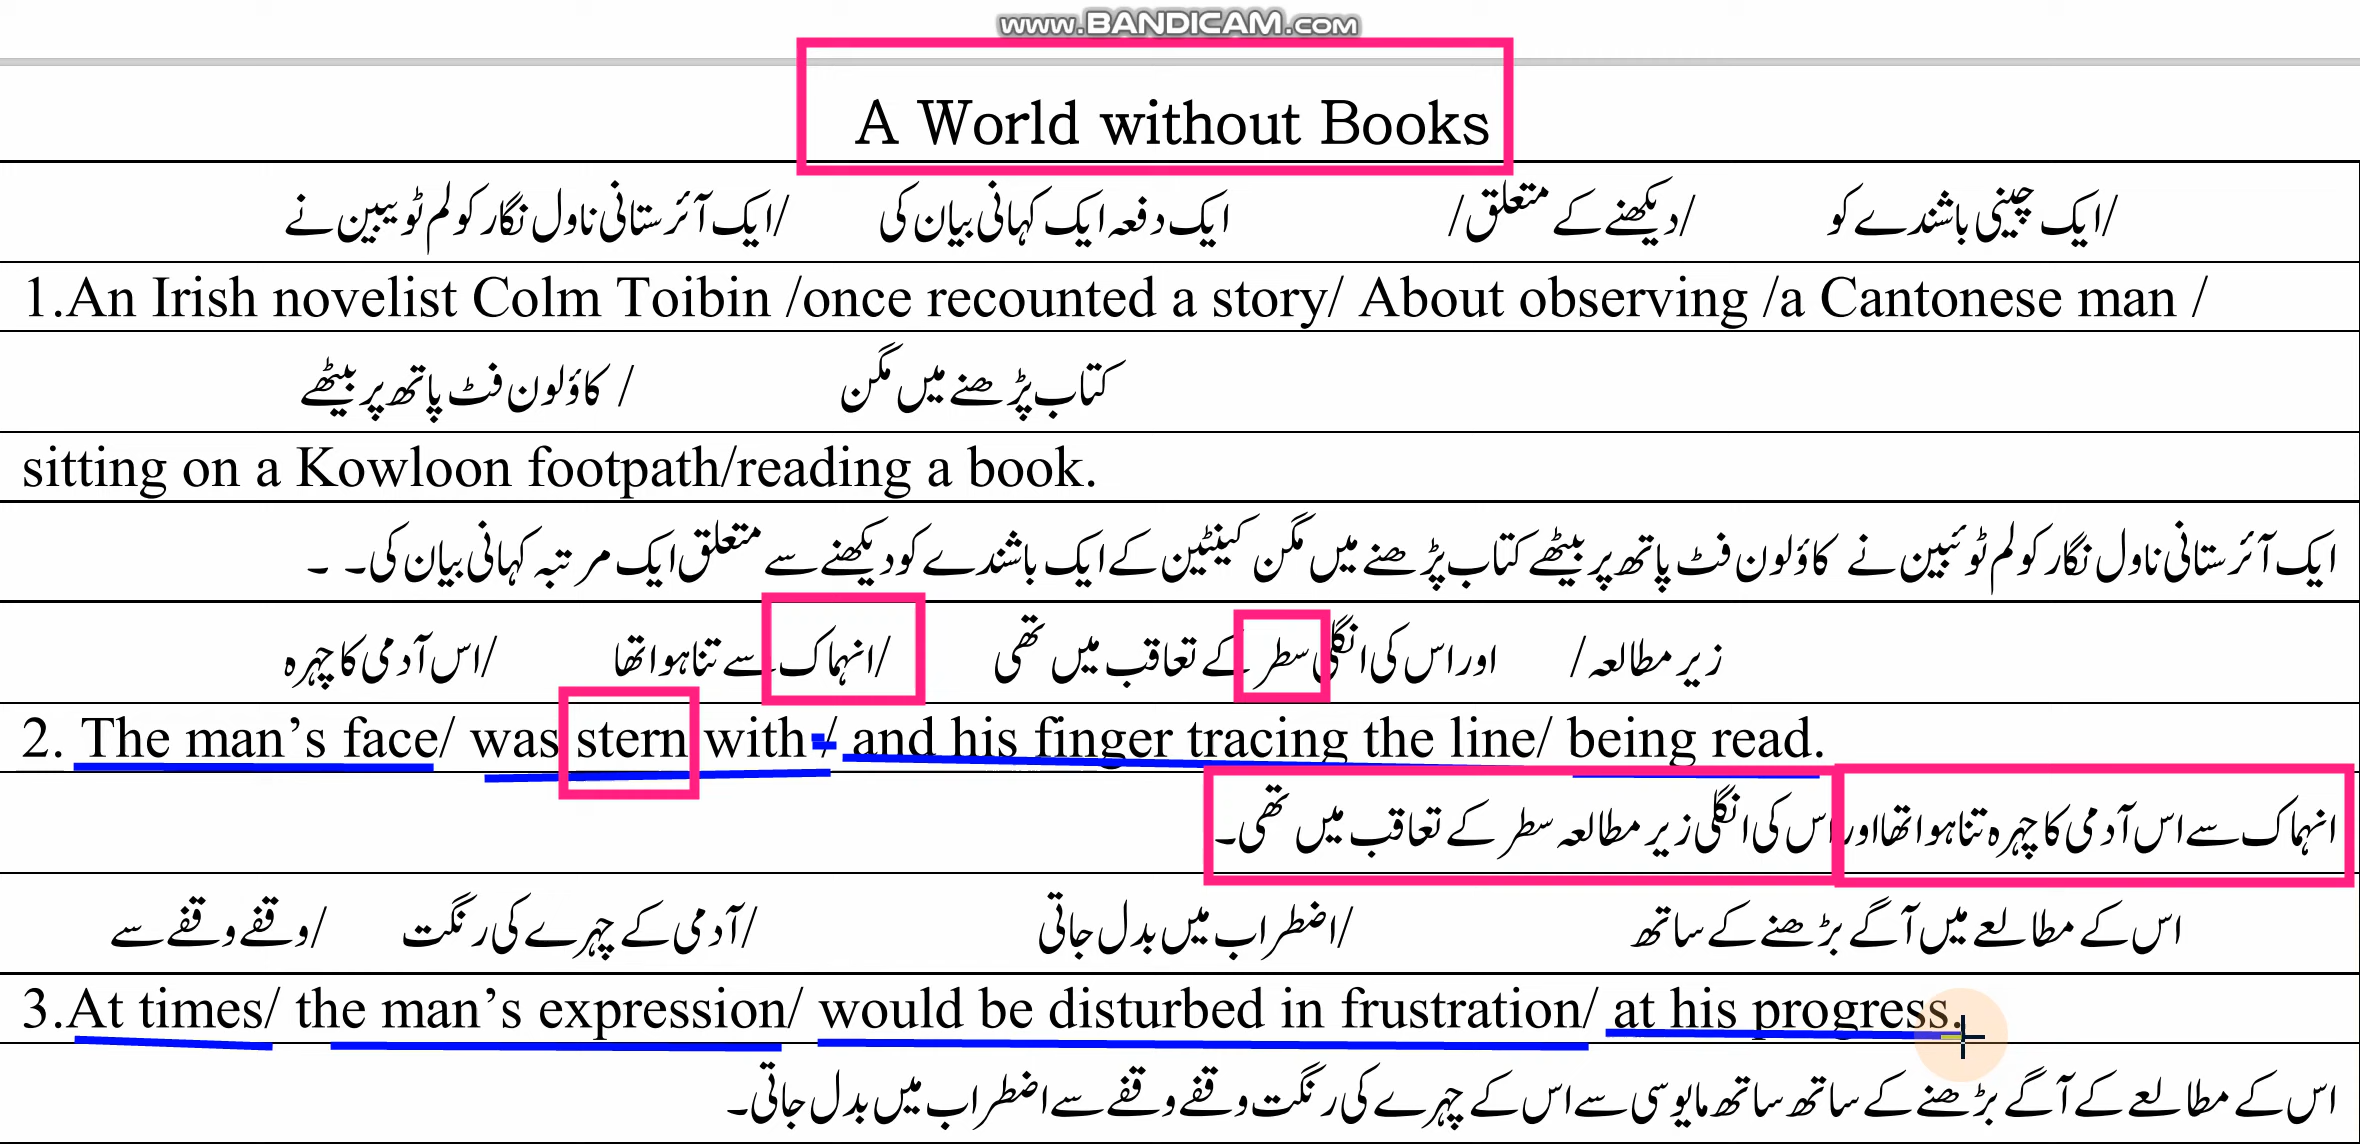 www.BANDICAM.com
A World without Books
/ایک چینی باشندے کو /دیکھنے کے متعلق/ ایک دفعہ ایک کہانی بیان کی /ایک آئرستانی ناول نگار کولم ٹویبین نے
1.An Irish novelist Colm Toibin /once recounted a story/ About observing /a Cantonese man /
کتاب پڑھنے میں مگن / کاؤلون فٹ پاتھ پر بیٹھے
sitting on a Kowloon footpath/reading a book.
ایک آئرستانی ناول نگار کولم ٹوئبین نے کاؤلون فٹ پاتھ پر بیٹھے کتاب پڑھنے میں مگن کینٹین کے ایک باشندے کو دیکھنے سے متعلق ایک مرتبہ کہانی بیان کی۔ ۔
زیر مطالعہ/ اور اس کی انگلی سطر کے تعاقب میں تھی /انہماک سے تنا ہوا تھا /اس آدمی کا چہرہ
2. The man’s face/ was stern with / and his finger tracing the line/ being read.
انہماک سے اس آدمی کا چہرہ تنا ہوا تھا اور اس کی انگلی زیر مطالعہ سطر کے تعاقب میں تھی۔
اس کے مطالعے میں آگے بڑھنے کے ساتھ /اضطراب میں بدل جاتی /آدمی کے چہرے کی رنگت /وقفے وقفے سے
3.At times/ the man’s expression/ would be disturbed in frustration/ at his progress.
اس کے مطالعے کے آگے بڑھنے کے ساتھ ساتھ مایوسی سے اس کے چہرے کی رنگت وقفے وقفے سے اضطراب میں بدل جاتی۔